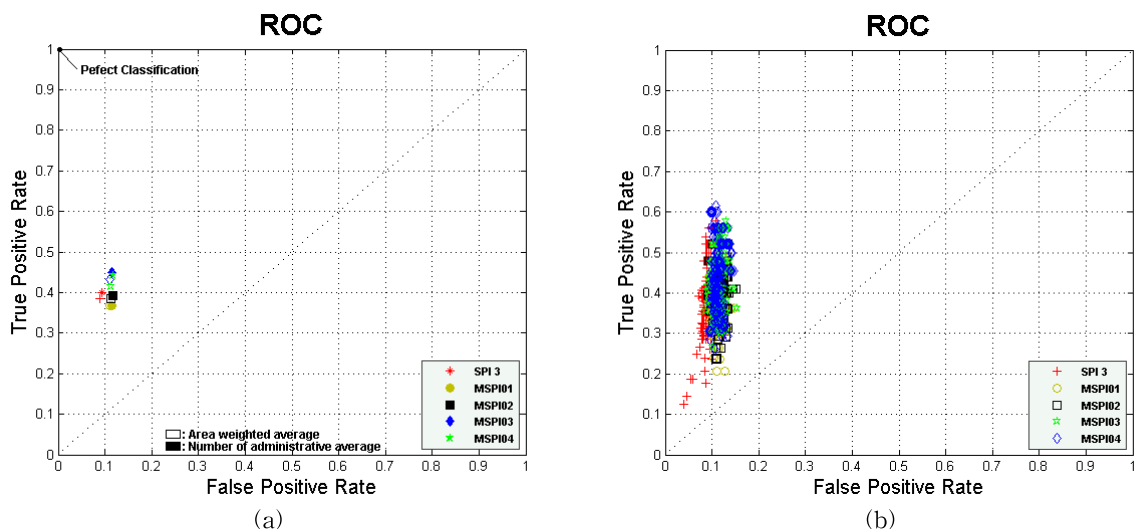 ROC
Pefect Classification
True Positive Rate
1
0.9
0.8
0.7
0.6
0.5
0.4
0.3
0.2
0.1
0
SPI 3
MSPI01
MSPI02
MSPI03
MSPI04
: Area weighted average
: Number of administrative average
0 0.1 0.2 0.3 0.4 0.5 0.6 0.7 0.8 0.9 1
False Positive Rate
(a)
ROC
True Positive Rate
1
0.9
0.8
0.7
0.6
0.5
0.4
0.3
0.2
0.1
0
SPI 3
MSPI01
MSPI02
MSPI03
MSPI04
0 0.1 0.2 0.3 0.4 0.5 0.6 0.7 0.8 0.9 1
False Positive Rate
(b)